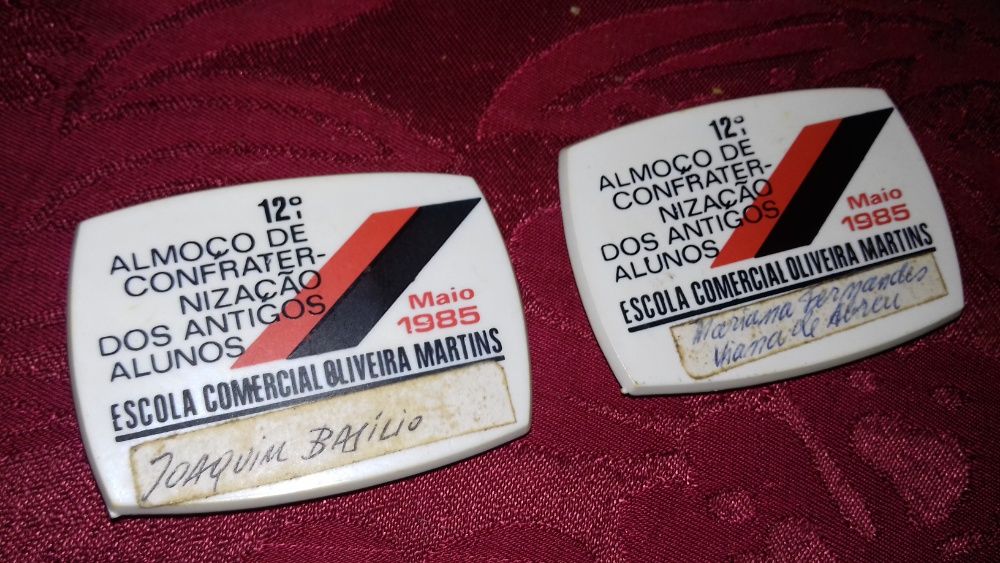 12º
ALMOÇO DE
CONFRATER-
NIZAÇÃO
DOS ANTIGOS
ALUNOS
Maio
1985
ESCOLA COMERCIAL OLIVEIRA MARTINS
JOAQUIM BASÍLIO
12º
ALMOÇO DE
CONFRATER-
NIZAÇÃO
DOS ANTIGOS
ALUNOS
Maio
1985
ESCOLA COMERCIAL OLIVEIRA MARTINS
Mariana Fernandes
Viana de Abreu